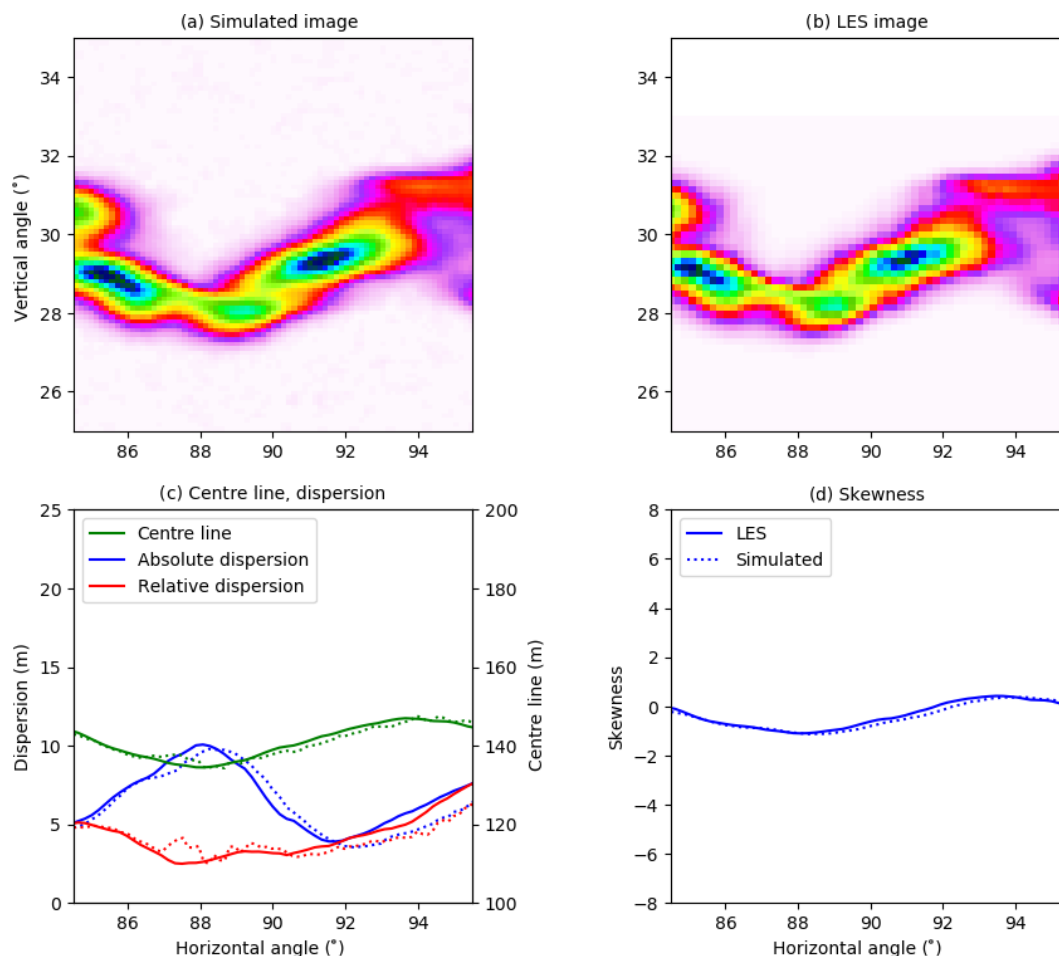 (a) Simulated image
(b) LES image
34
32
30
28
26
Vertical angle (˚)
86 88 90 92 94
34
32
30
28
26
86 88 90 92 94
(c) Centre line, dispersion
(d) Skewness
25
20
15
10
5
0
Dispersion (m)
Centre line
Absolute dispersion
Relative dispersion
200
180
160
140
120
100
Centre line (m)
86 88 90 92 94
Horizontal angle (˚)
8
6
4
2
0
−2
−4
−6
−8
Skewness
LES
Simulated
86 88 90 92 94
Horizontal angle (˚)